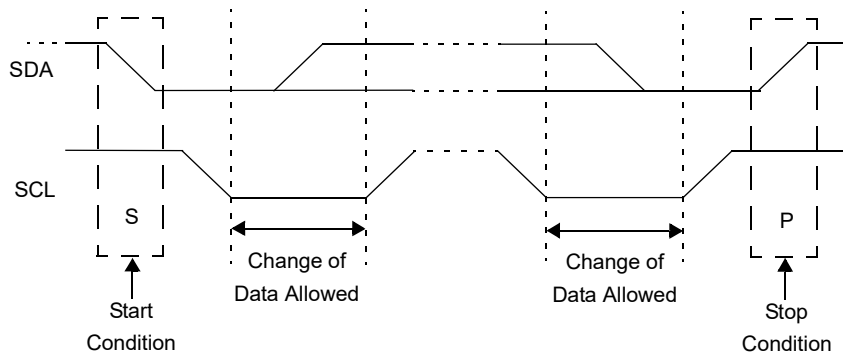 SDA
SCL
S
P
Change of
Data Allowed
Change of
Data Allowed
Start
Condition
Stop
Condition